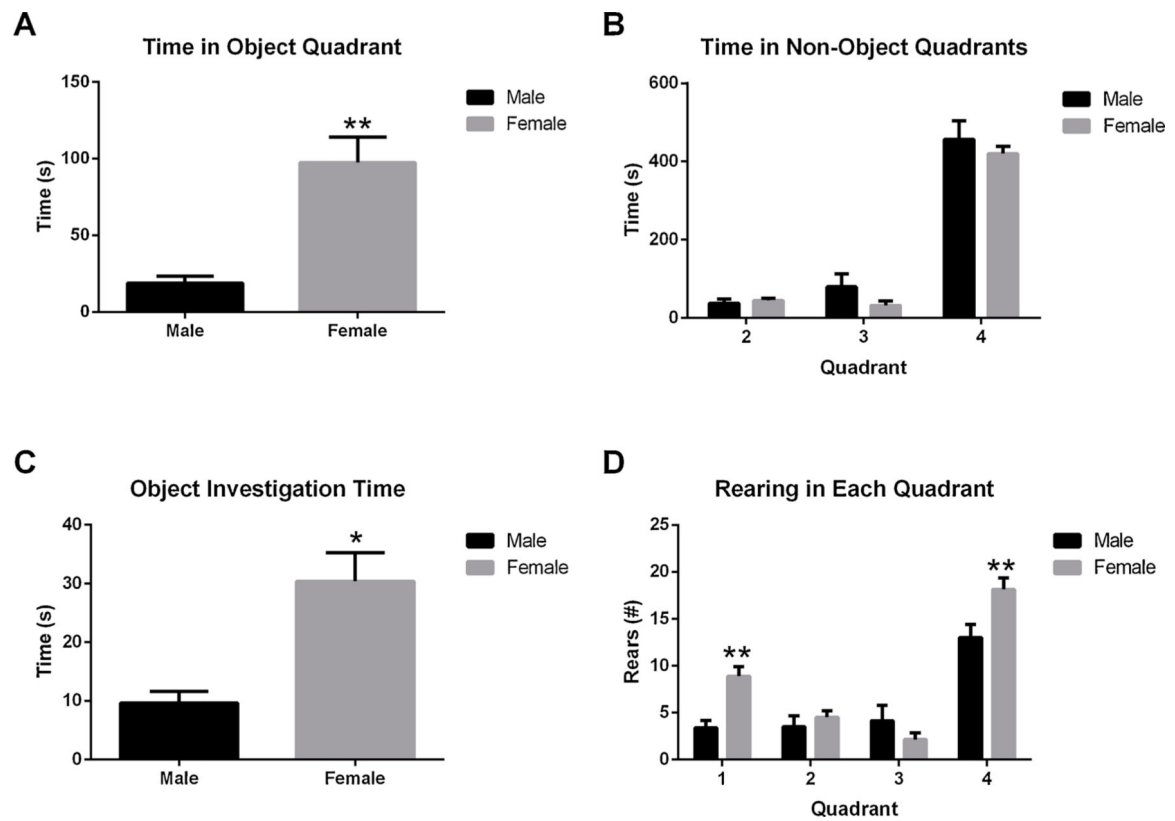 A
Time in Object Quadrant
150
100
50
0
Time (s)
**
Male
Female
Male
Female
B
Time in Non-Object Quadrants
600
400
200
0
Time (s)
2
3
4
Quadrant
Male
Female
C
Object Investigation Time
40
30
20
10
0
Time (s)
*
Male
Female
Male
Female
D
Rearing in Each Quadrant
25
20
15
10
5
0
Rears (#)
**
**
1
2
3
4
Quadrant
Male
Female